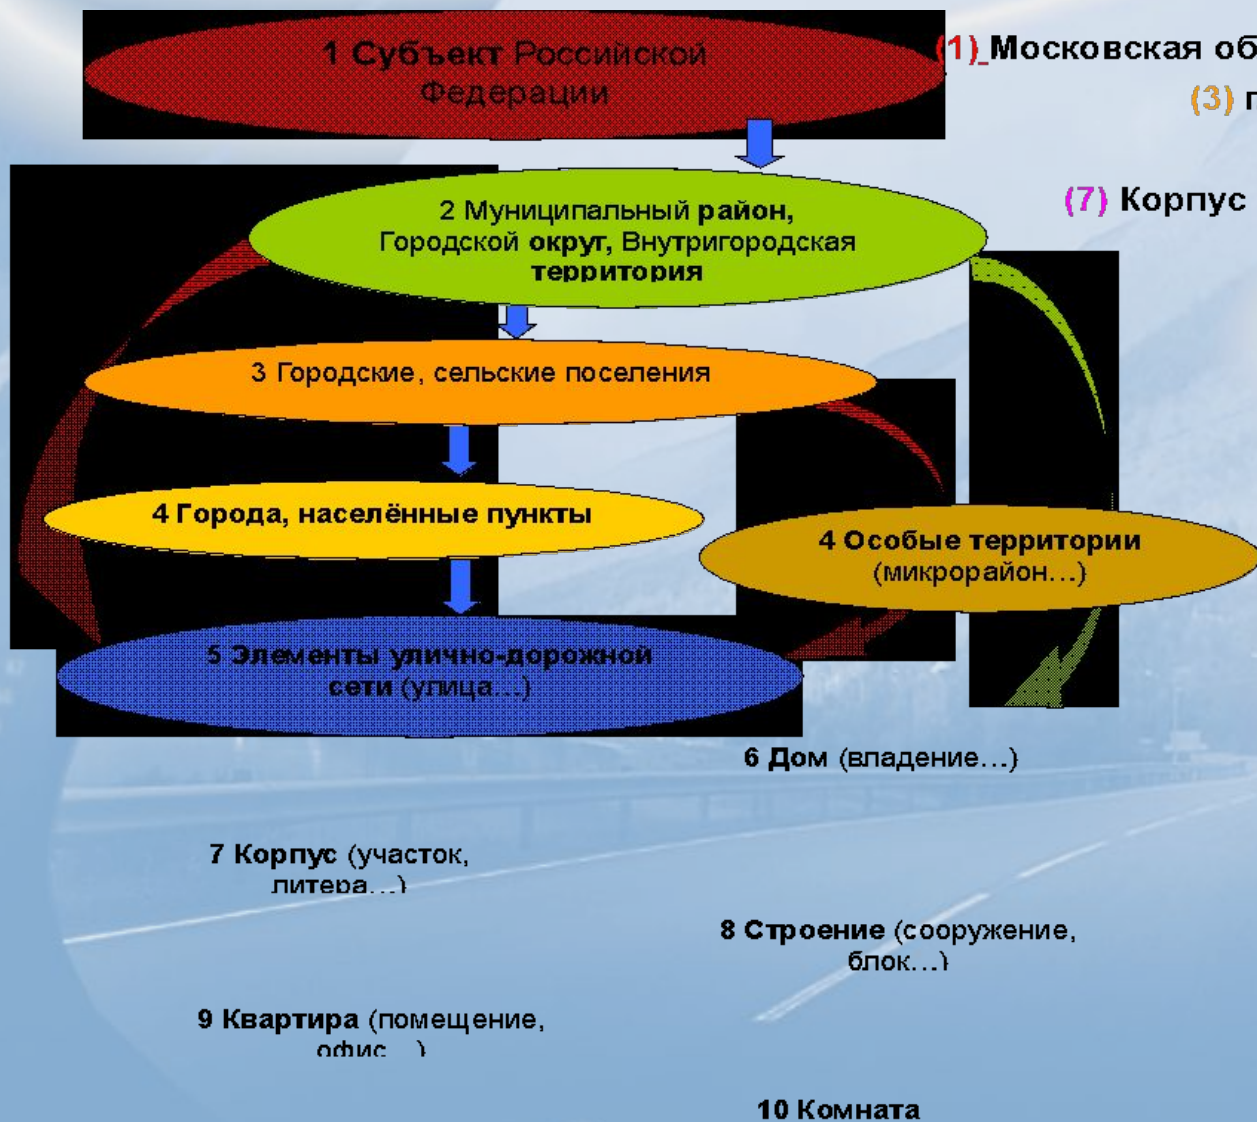 1 Субъект Российской
Федерации
(1) Московская об
(3) г
2 Муниципальный район,
Городской округ, Внутригородская
территория
(7) Корпус
3 Городские, сельские поселения
4 Города, населённые пункты
4 Особые территории
(микрорайон...)
5 Элементы улично-дорожной
сети (улица...)
6 Дом (владение...)
7 Корпус (участок,
литера...)
8 Строение (сооружение,
блок...)
9 Квартира (помещение,
офис...)
10 Комната